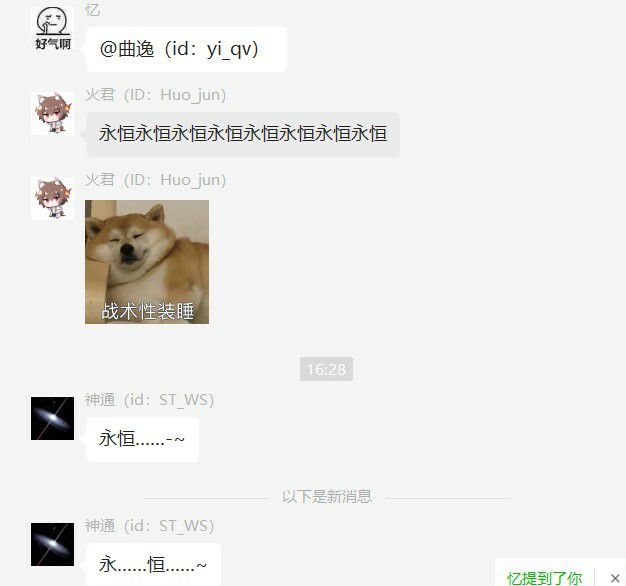 忆
好气啊
@曲逸（id：yi_qv）
火君（ID：Huo_jun）
永恒永恒永恒永恒永恒永恒永恒永恒
火君（ID：Huo_jun）
战术性装睡
16:28
神通（id：ST_WS）
永恒……-~
以下是新消息
神通（id：ST_WS）
永……恒……~
忆提到了你